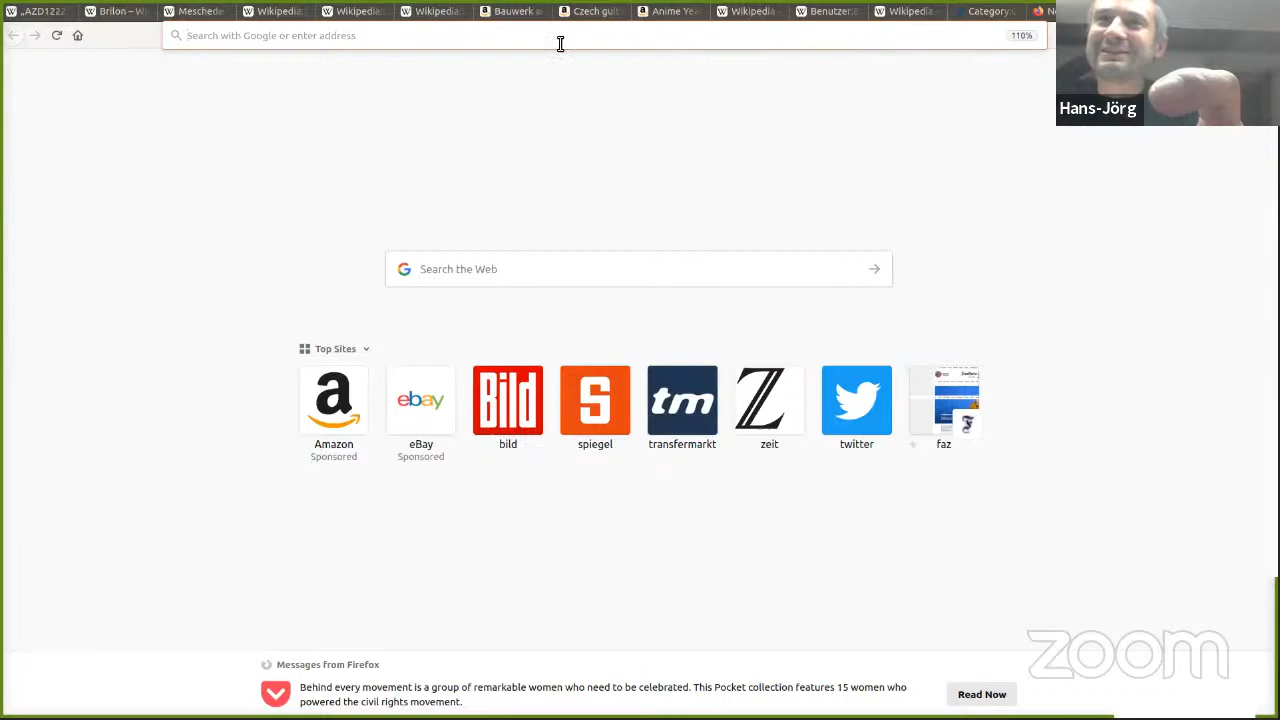 „AZD1222
Brilon – W
Meschede
Wikipedia
Wikipedia
Wikipedia
Bauwerk a
Czech guit
Anime Yea
Wikipedia
Benutzer:
Wikipedia
Category:
Search with Google or enter address
110%
Hans-Jörg
Search the Web
Top Sites
Bild
S
tm
Z
Amazon
eBay
bild
spiegel
transfermarkt
zeit
twitter
faz
Sponsored
Sponsored
zoom
Messages from Firefox
Behind every movement is a group of remarkable women who need to be celebrated. This Pocket collection features 15 women who
powered the civil rights movement.
Read Now